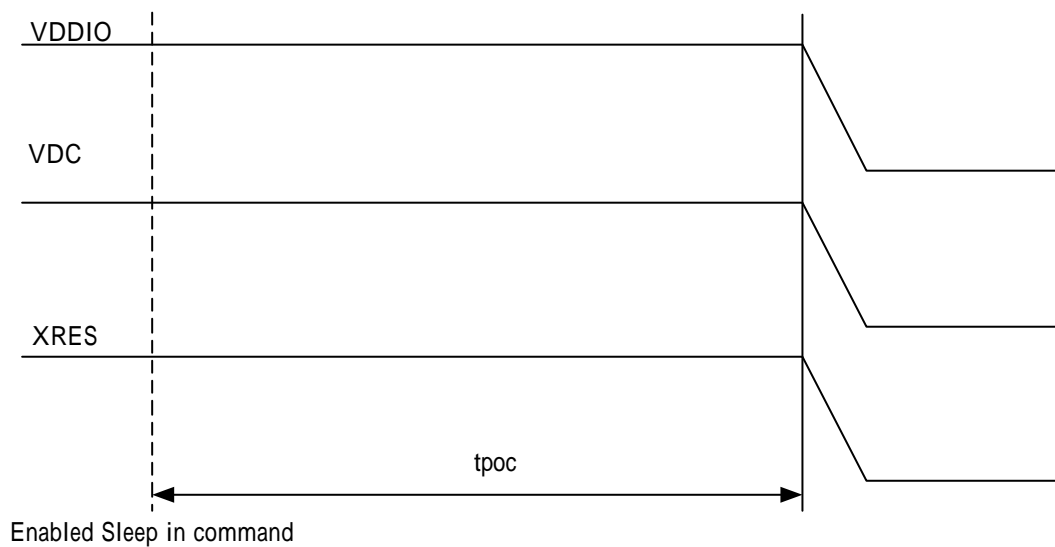 VDDIO
VDC
XRES
tpoc
Enabled Sleep in command